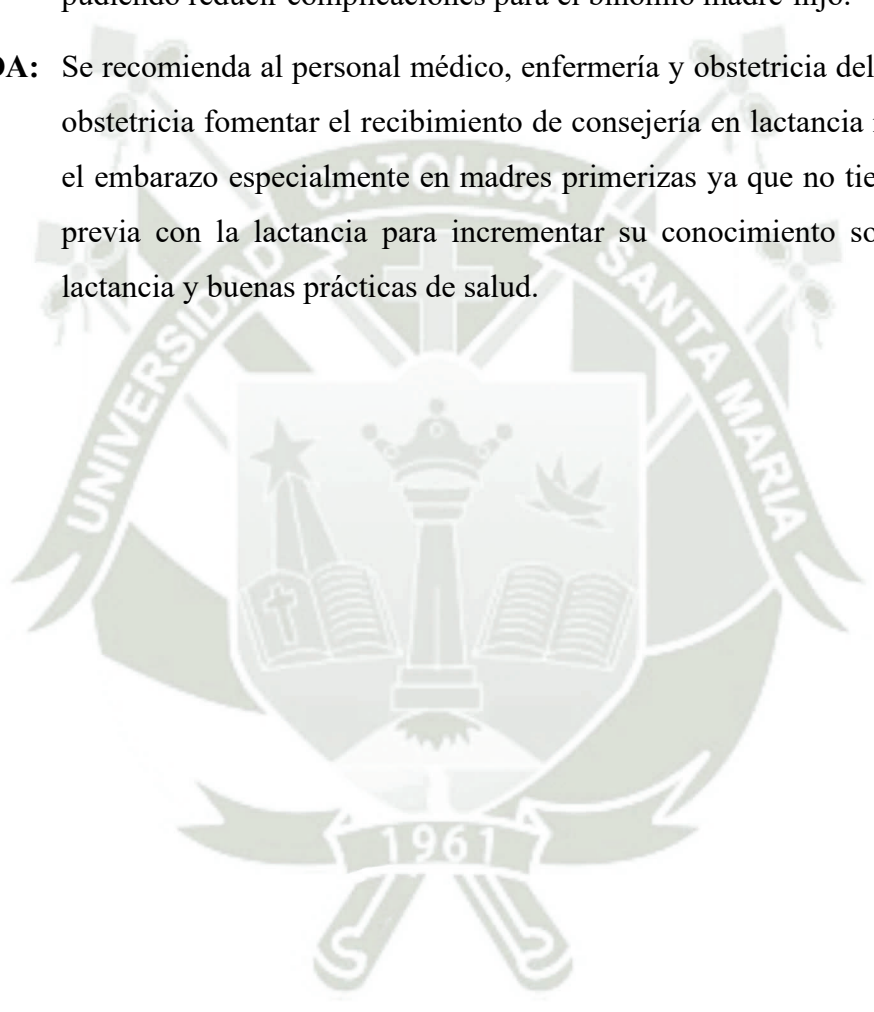 pudiendo reducir complicaciones para el binomio madre-hijo.
DA: Se recomienda al personal médico, enfermería y obstetricia del
obstetricia fomentar el recibimiento de consejería en lactancia
el embarazo especialmente en madres primerizas ya que no tie
previa con la lactancia para incrementar su conocimiento so
lactancia y buenas prácticas de salud.
UNIVERSIDAD CATOLICA SANTA MARIA
1961